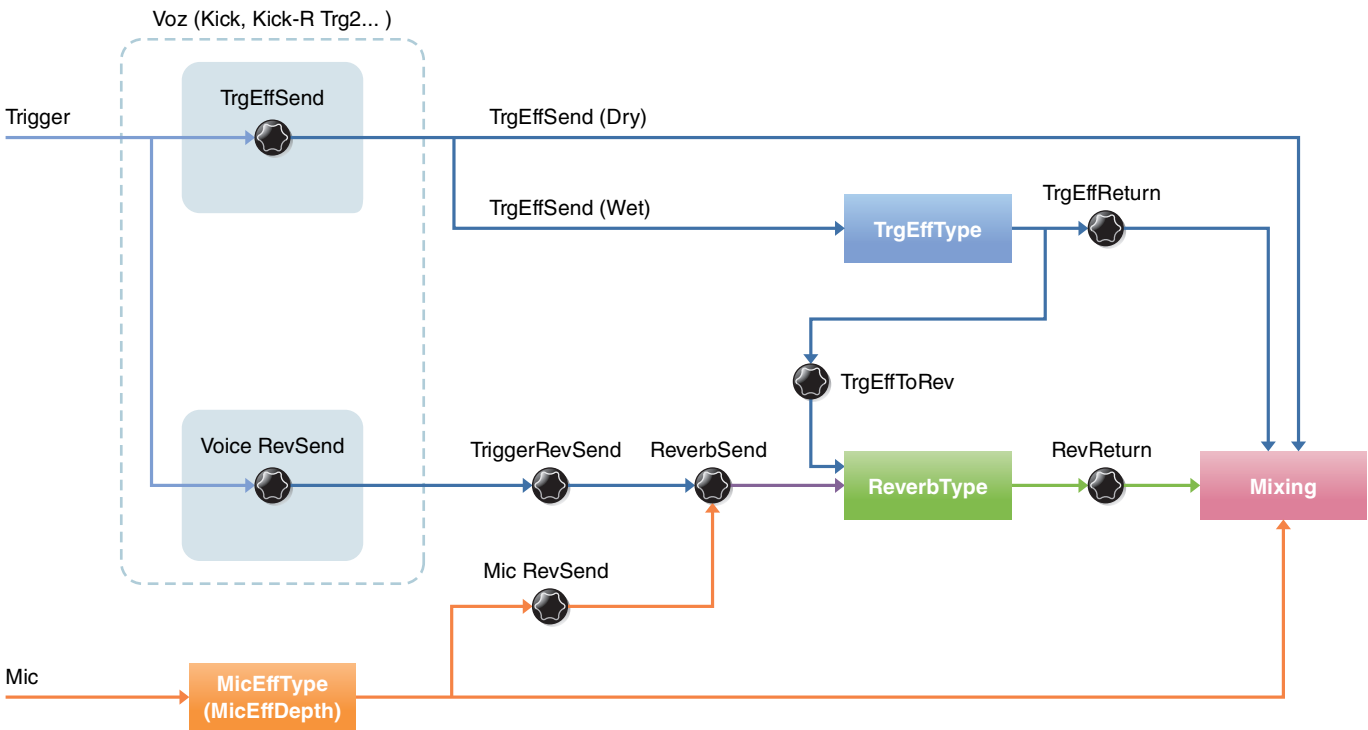 Voz (Kick, Kick-R Trg2... )
Trigger
TrgEffSend
TrgEffSend (Dry)
TrgEffSend (Wet)
TrgEffType
TrgEffReturn
TrgEffToRev
Voice RevSend
TriggerRevSend
ReverbSend
ReverbType
RevReturn
Mixing
Mic RevSend
Mic
MicEffType
(MicEffDepth)